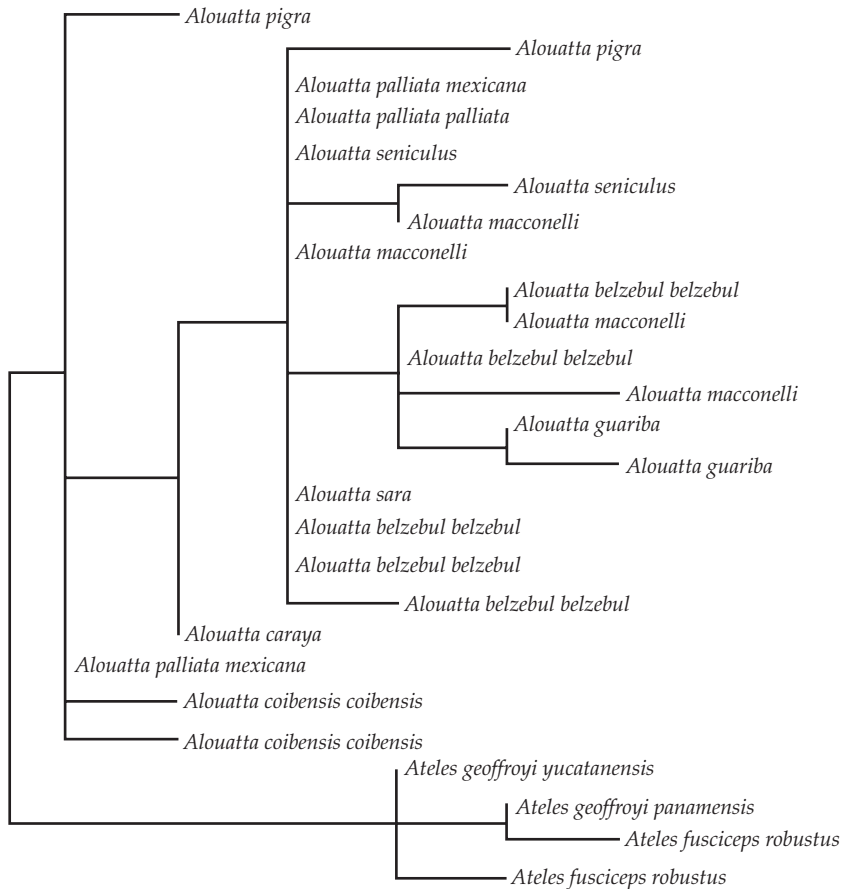 Alouatta pigra
Alouatta pigra
Alouatta palliata mexicana
Alouatta palliata palliata
Alouatta seniculus
Alouatta seniculus
Alouatta macconelli
Alouatta macconelli
Alouatta belzebul belzebul
Alouatta macconelli
Alouatta belzebul belzebul
Alouatta macconelli
Alouatta guariba
Alouatta guariba
Alouatta sara
Alouatta belzebul belzebul
Alouatta belzebul belzebul
Alouatta belzebul belzebul
Alouatta caraya
Alouatta palliata mexicana
Alouatta coibensis coibensis
Alouatta coibensis coibensis
Ateles geoffroyi yucatanensis
Ateles geoffroyi panamensis
Ateles fusciceps robustus
Ateles fusciceps robustus